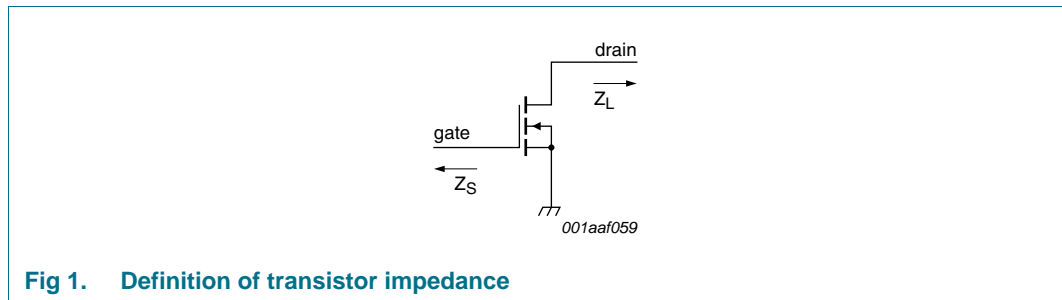 drain
Z_L
gate
Z_S
001aaf059
Fig 1. Definition of transistor impedance